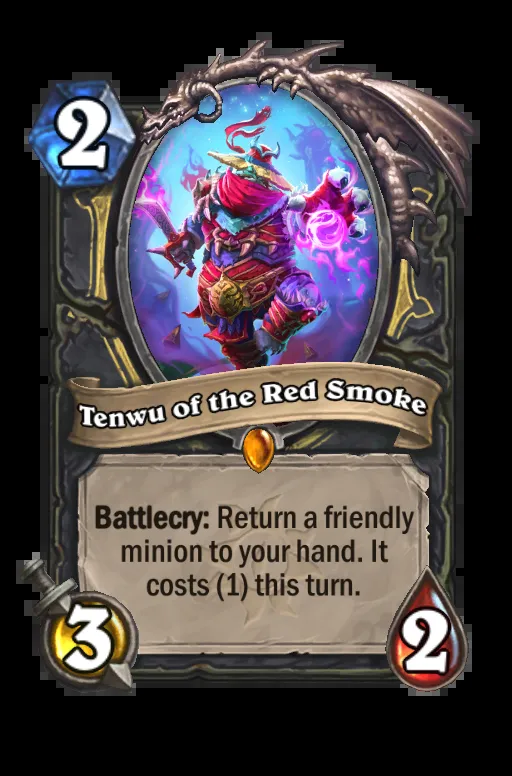 2
Tenwu of the Red Smoke
Battlecry: Return a friendly
minion to your hand. It
costs (1) this turn.
3
2